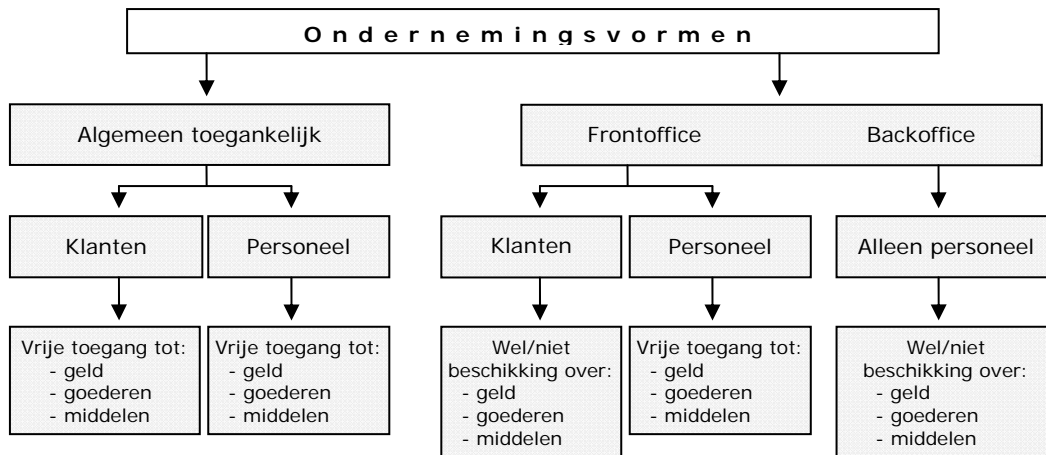 Ondernemingsvormen
Algemeen toegankelijk
Frontoffice Backoffice
Klanten Personeel Klanten Personeel Alleen personeel
Vrije toegang tot:
- geld
- goederen
- middelen
Vrije toegang tot:
- geld
- goederen
- middelen
Wel/niet
beschikking over:
- geld
- goederen
- middelen
Vrije toegang tot:
- geld
- goederen
- middelen
Wel/niet
beschikking over:
- geld
- goederen
- middelen